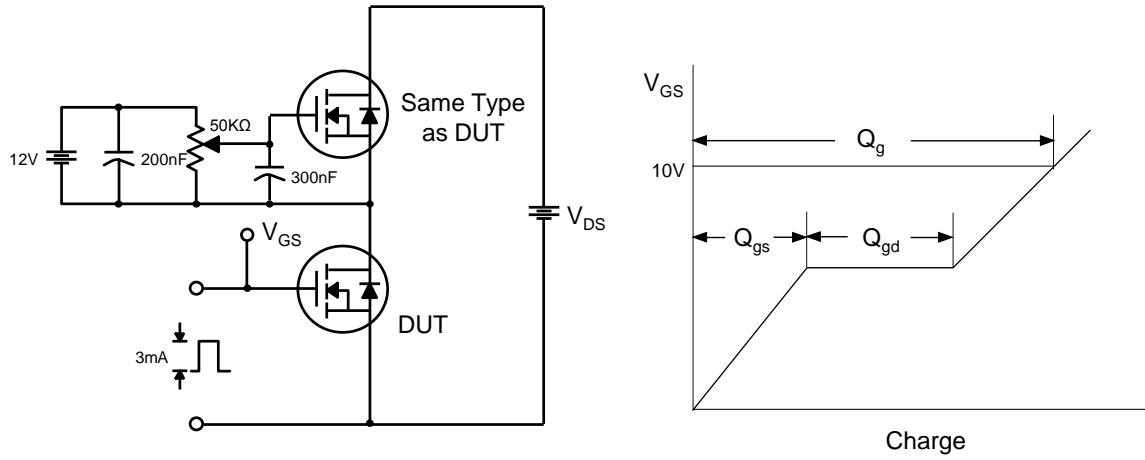 12V
200nF
50KΩ
300nF
Same Type
as DUT
V_DS
V_GS
DUT
3mA
V_GS
10V
Q_g
Q_gs
Q_gd
Charge